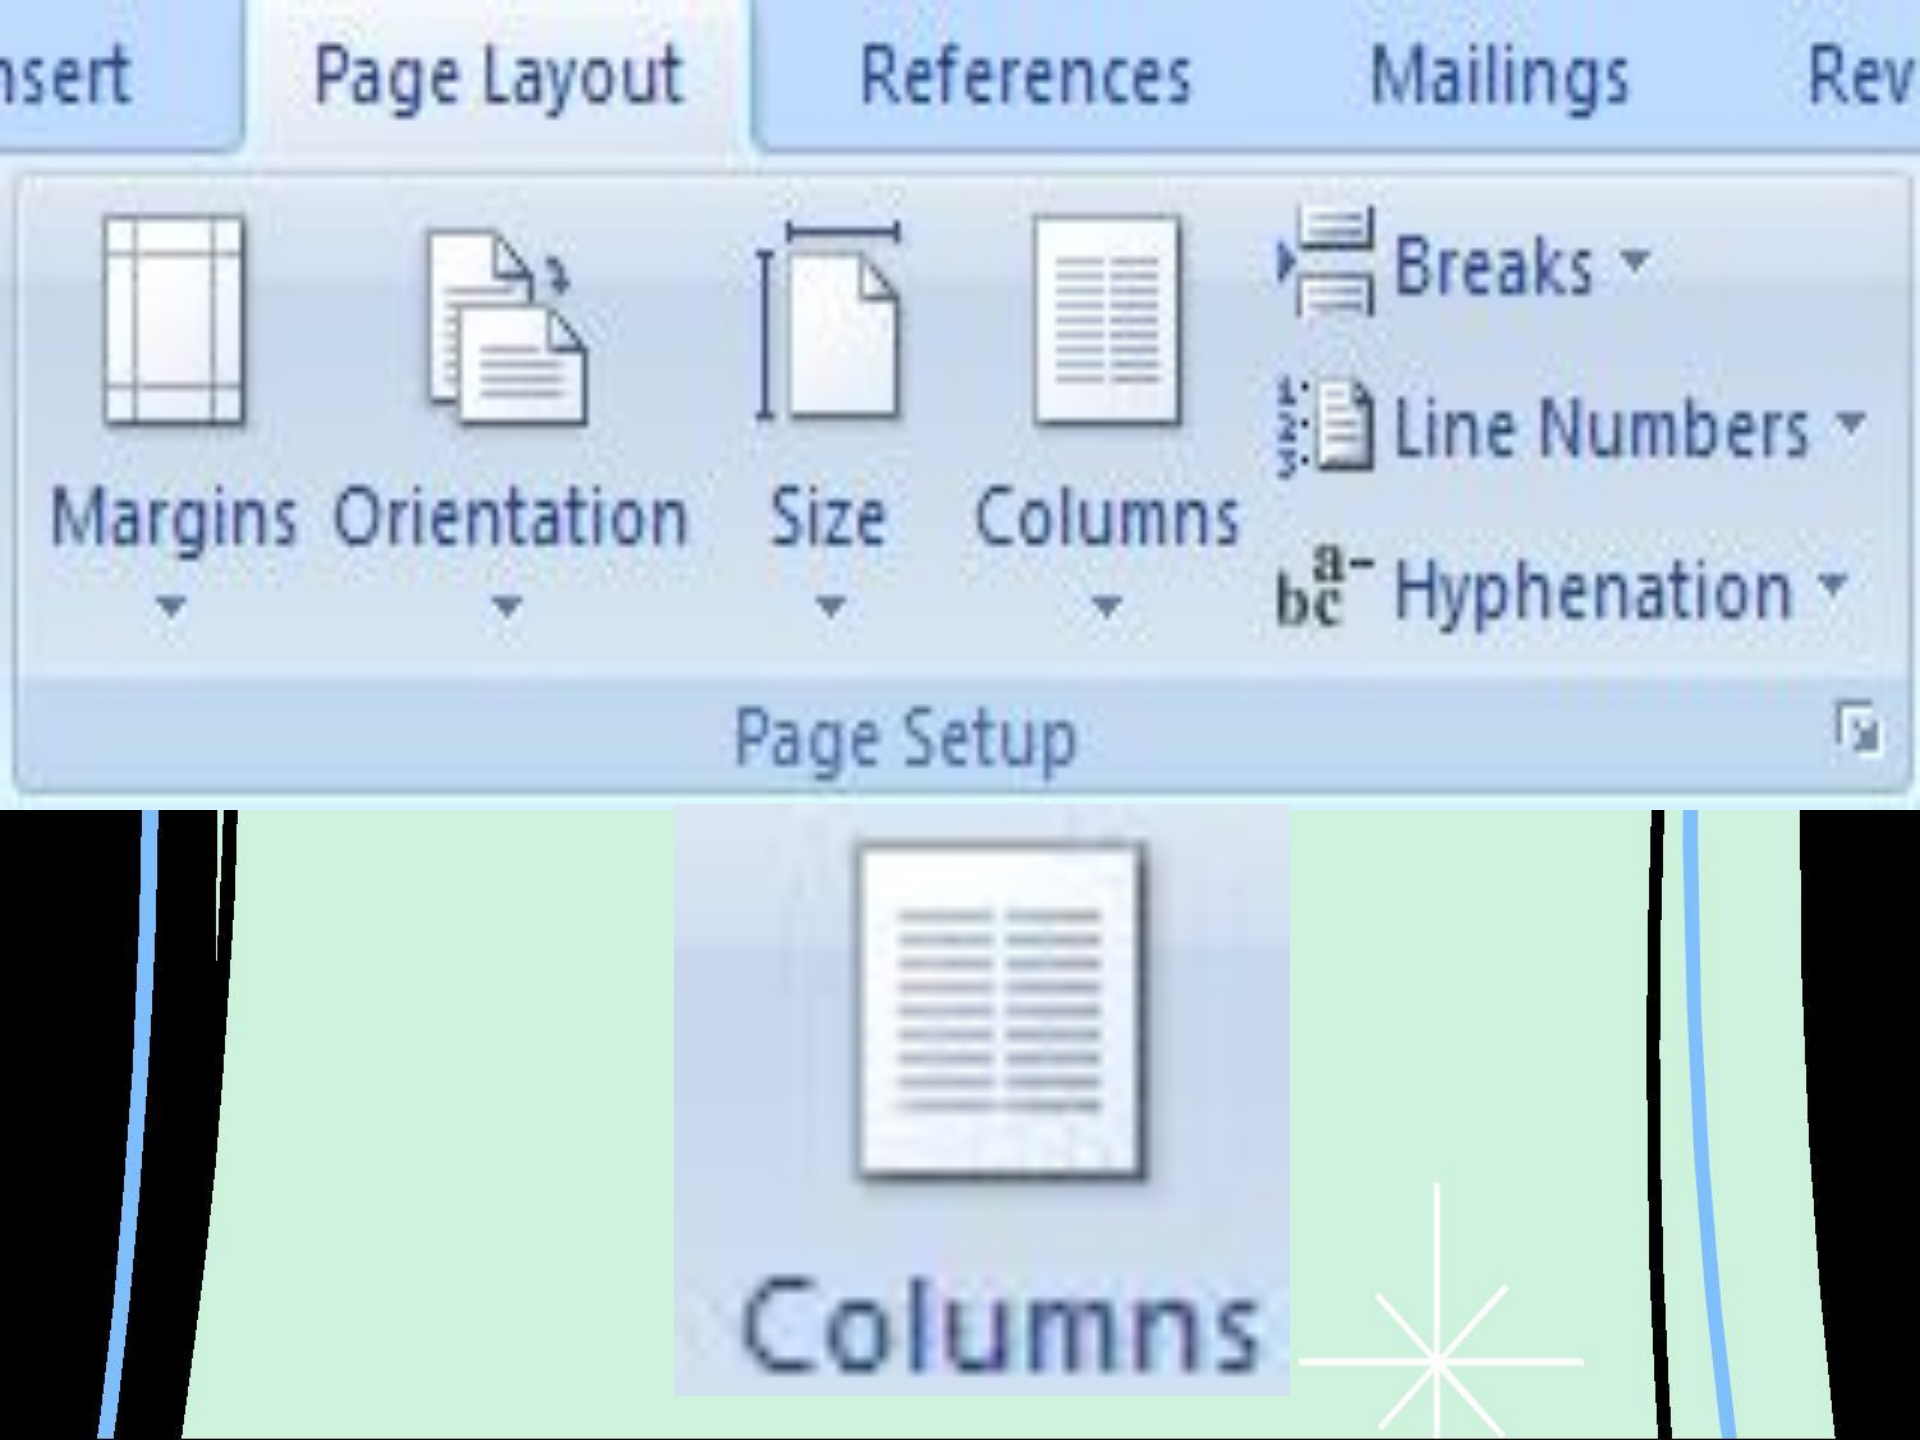 nsert Page Layout References Mailings Rev
Breaks
Line Numbers
Margins Orientation Size Columns
Hyphenation
Page Setup
Columns